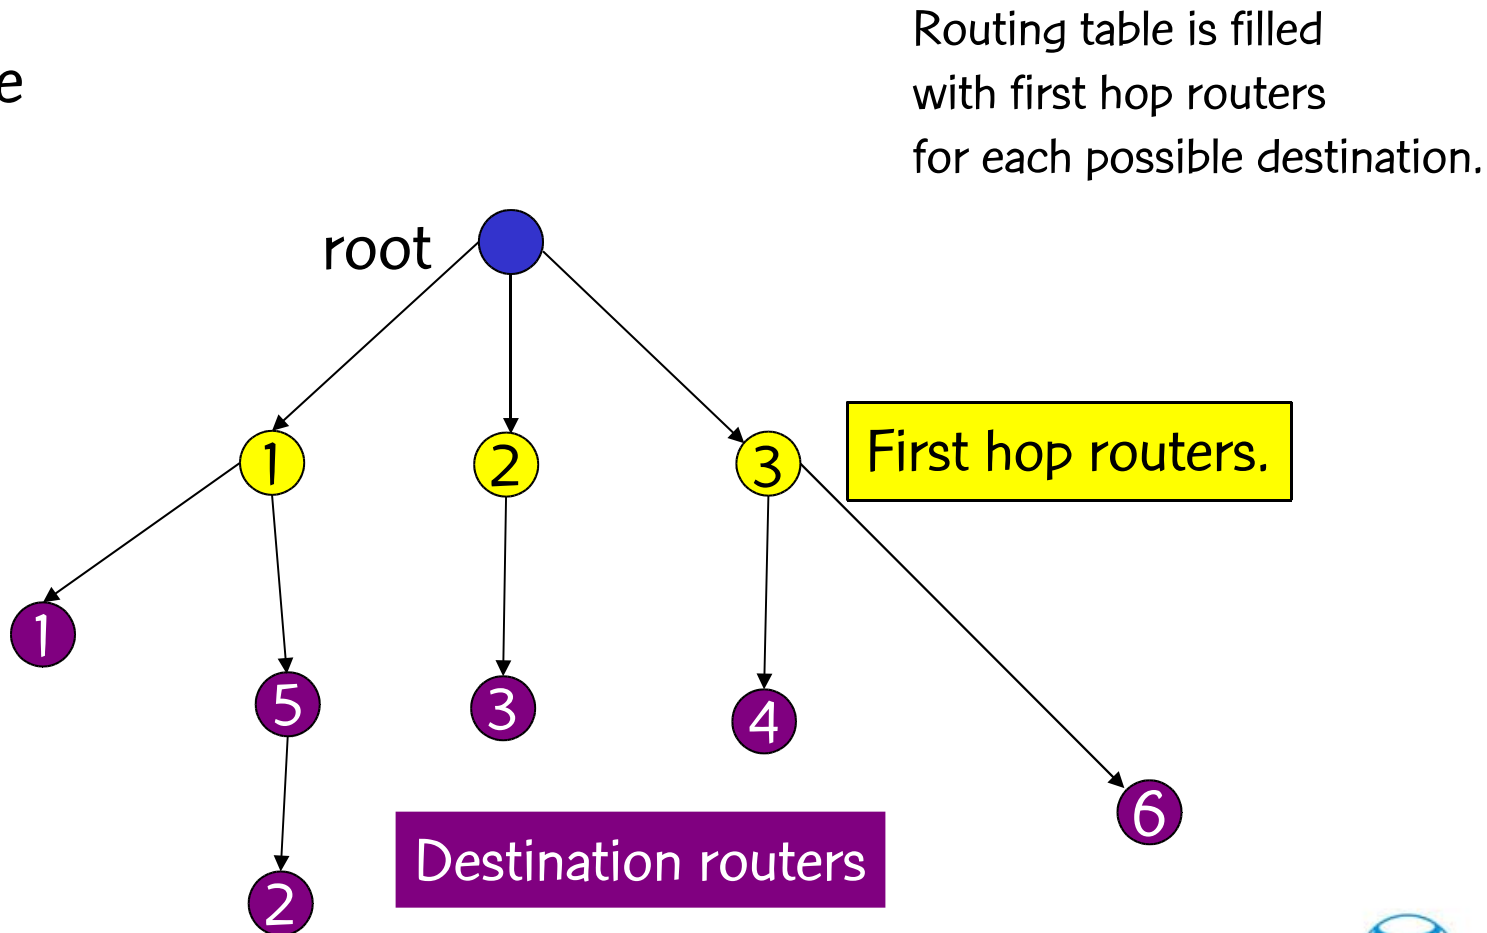 e
Routing table is filled
with first hop routers
for each possible destination.
root
1
2
3
First hop routers.
1
5
3
4
6
Destination routers
2